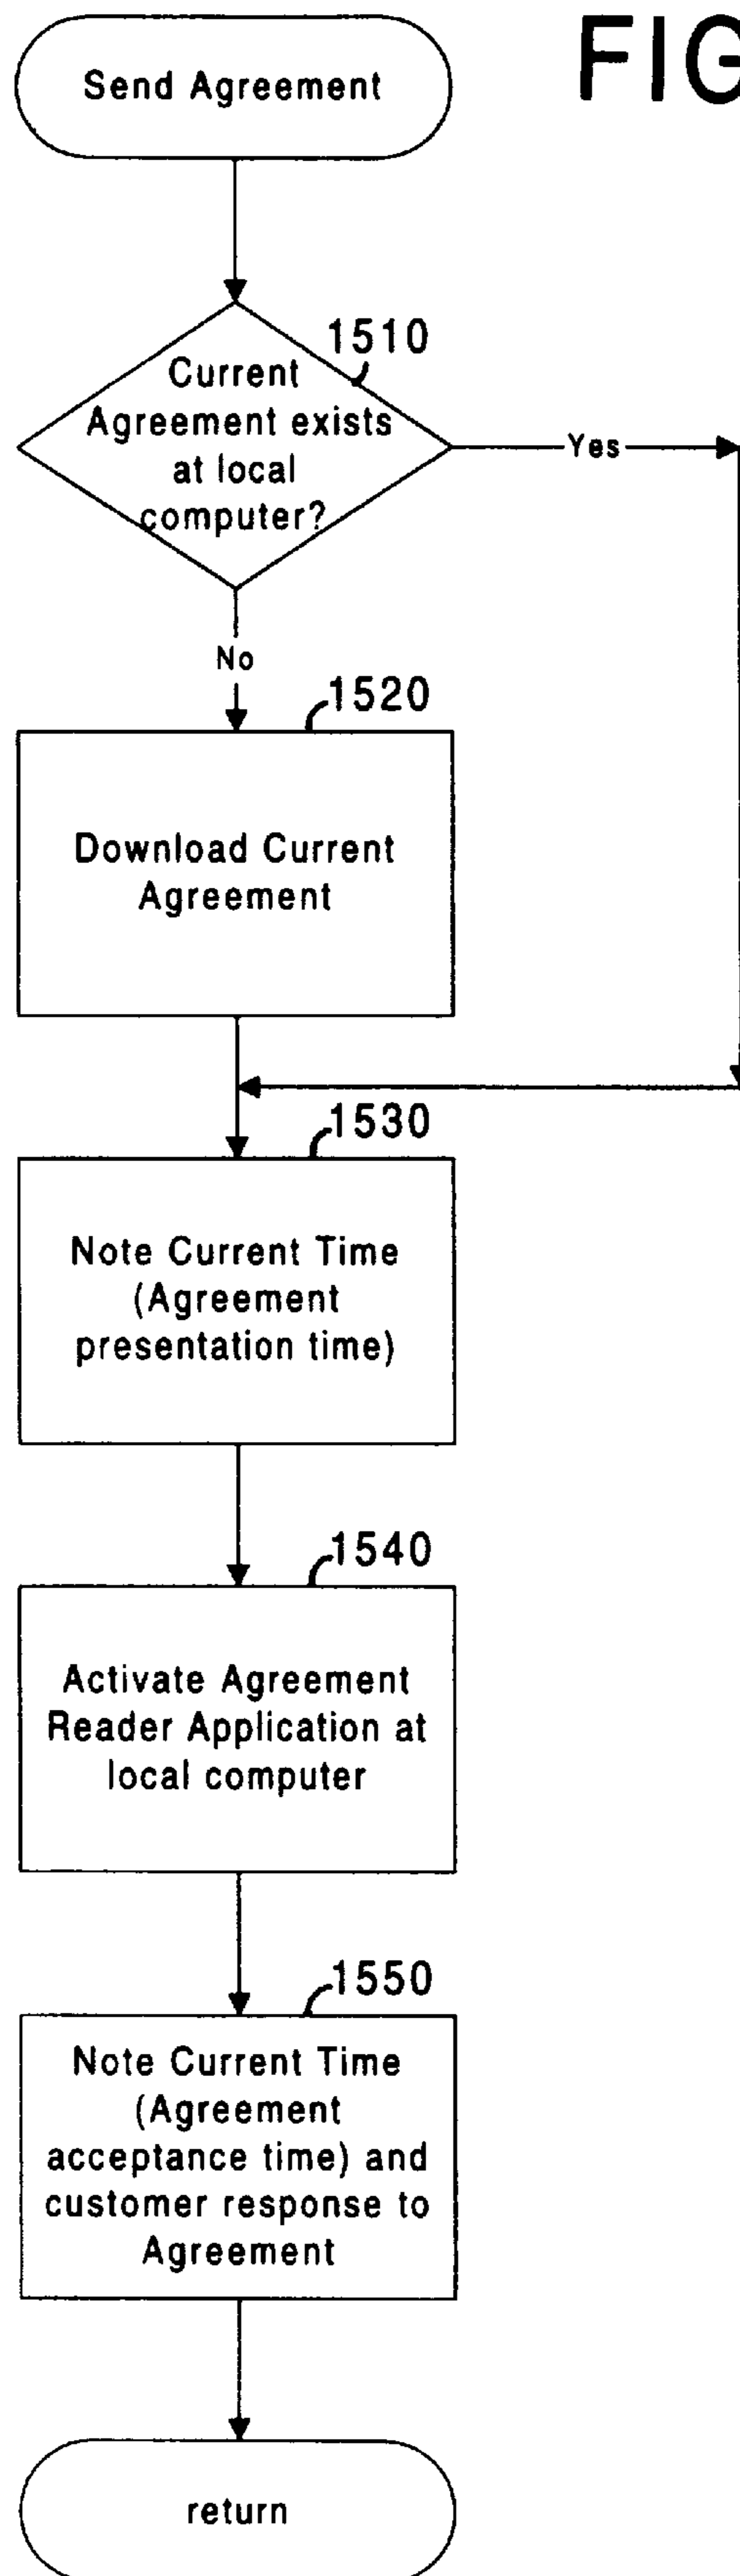 FIG
Send Agreement
1510
Current
Agreement exists
at local
computer?
Yes
No
1520
Download Current
Agreement
1530
Note Current Time
(Agreement
presentation time)
1540
Activate Agreement
Reader Application at
local computer
1550
Note Current Time
(Agreement
acceptance time) and
customer response to
Agreement
return